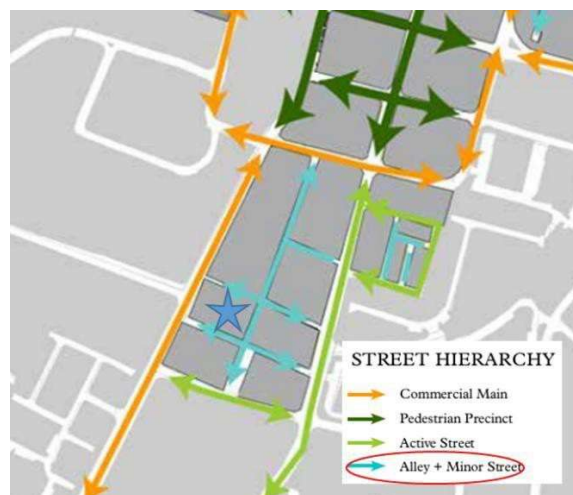 STREET HIERARCHY
Commercial Main
Pedestrian Precinct
Active Street
Alley + Minor Street